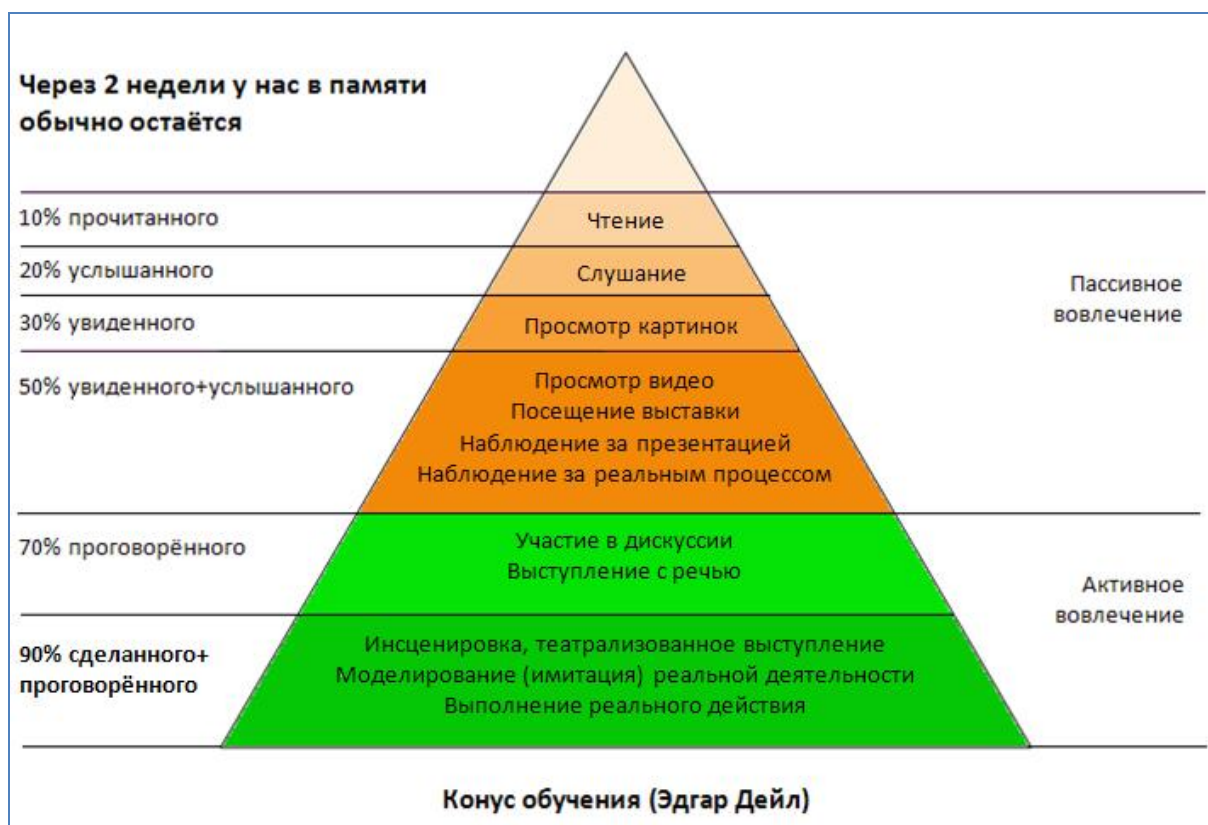 Через 2 недели у нас в памяти
обычно остаётся
10% прочитанного
Чтение
20% услышанного
Слушание
30% увиденного
Просмотр картинок
Пассивное
вовлечение
50% увиденного+услышанного
Просмотр видео
Посещение выставки
Наблюдение за презентацией
Наблюдение за реальным процессом
70% проговорённого
Участие в дискуссии
Выступление с речью
Активное
вовлечение
90% сделанного+
проговорённого
Инсценировка, театрализованное выступление
Моделирование (имитация) реальной деятельности
Выполнение реального действия
Конус обучения (Эдгар Дейл)